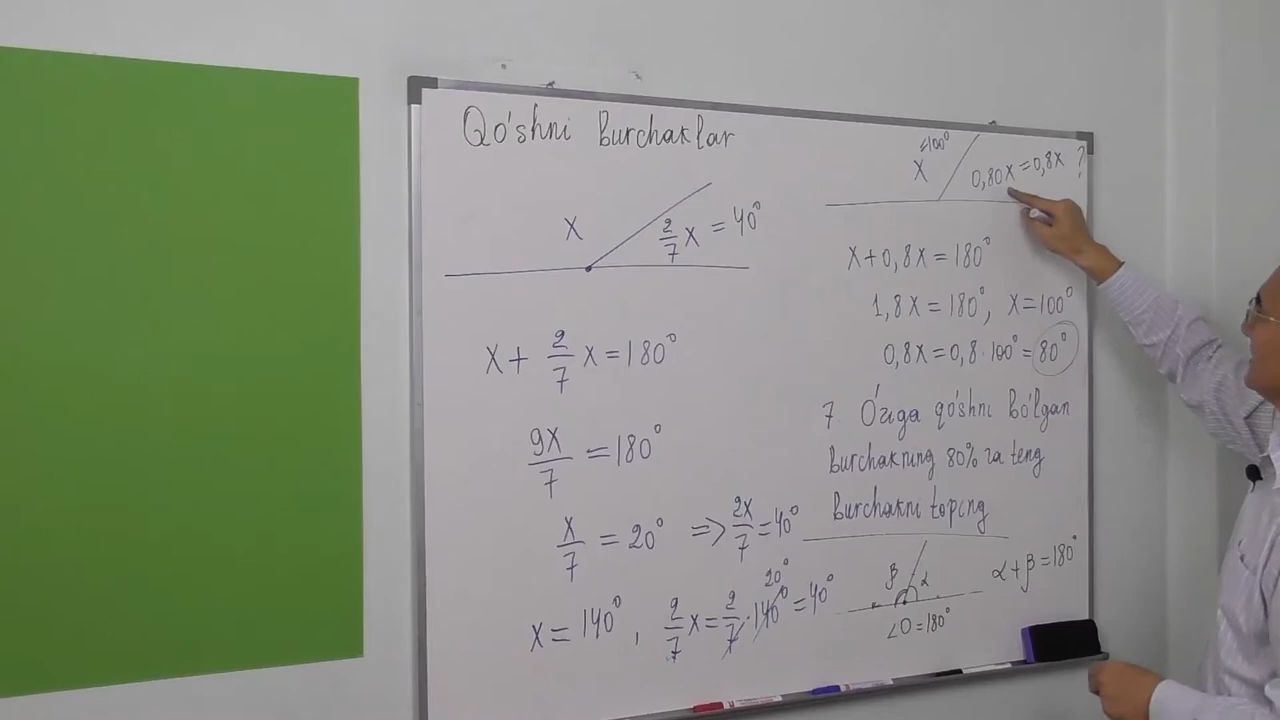 Qo'shni Burchaklar
X
2/7 X = 40°
X + 2/7 X = 180°
9X/7 = 180°
X/7 = 20° => 2X/7 = 40°
X = 140°, 2/7 X = 2/7 · 140° = 40°
20°
X =100°
0,80X = 0,8X ?
X + 0,8X = 180°
1,8X = 180°, X = 100°
0,8X = 0,8 · 100° = 80°
7 O'ziga qo'shni bo'lgan
Burchakning 80% ga teng
Burchakni toping
β α
α + β = 180°
∠O = 180°